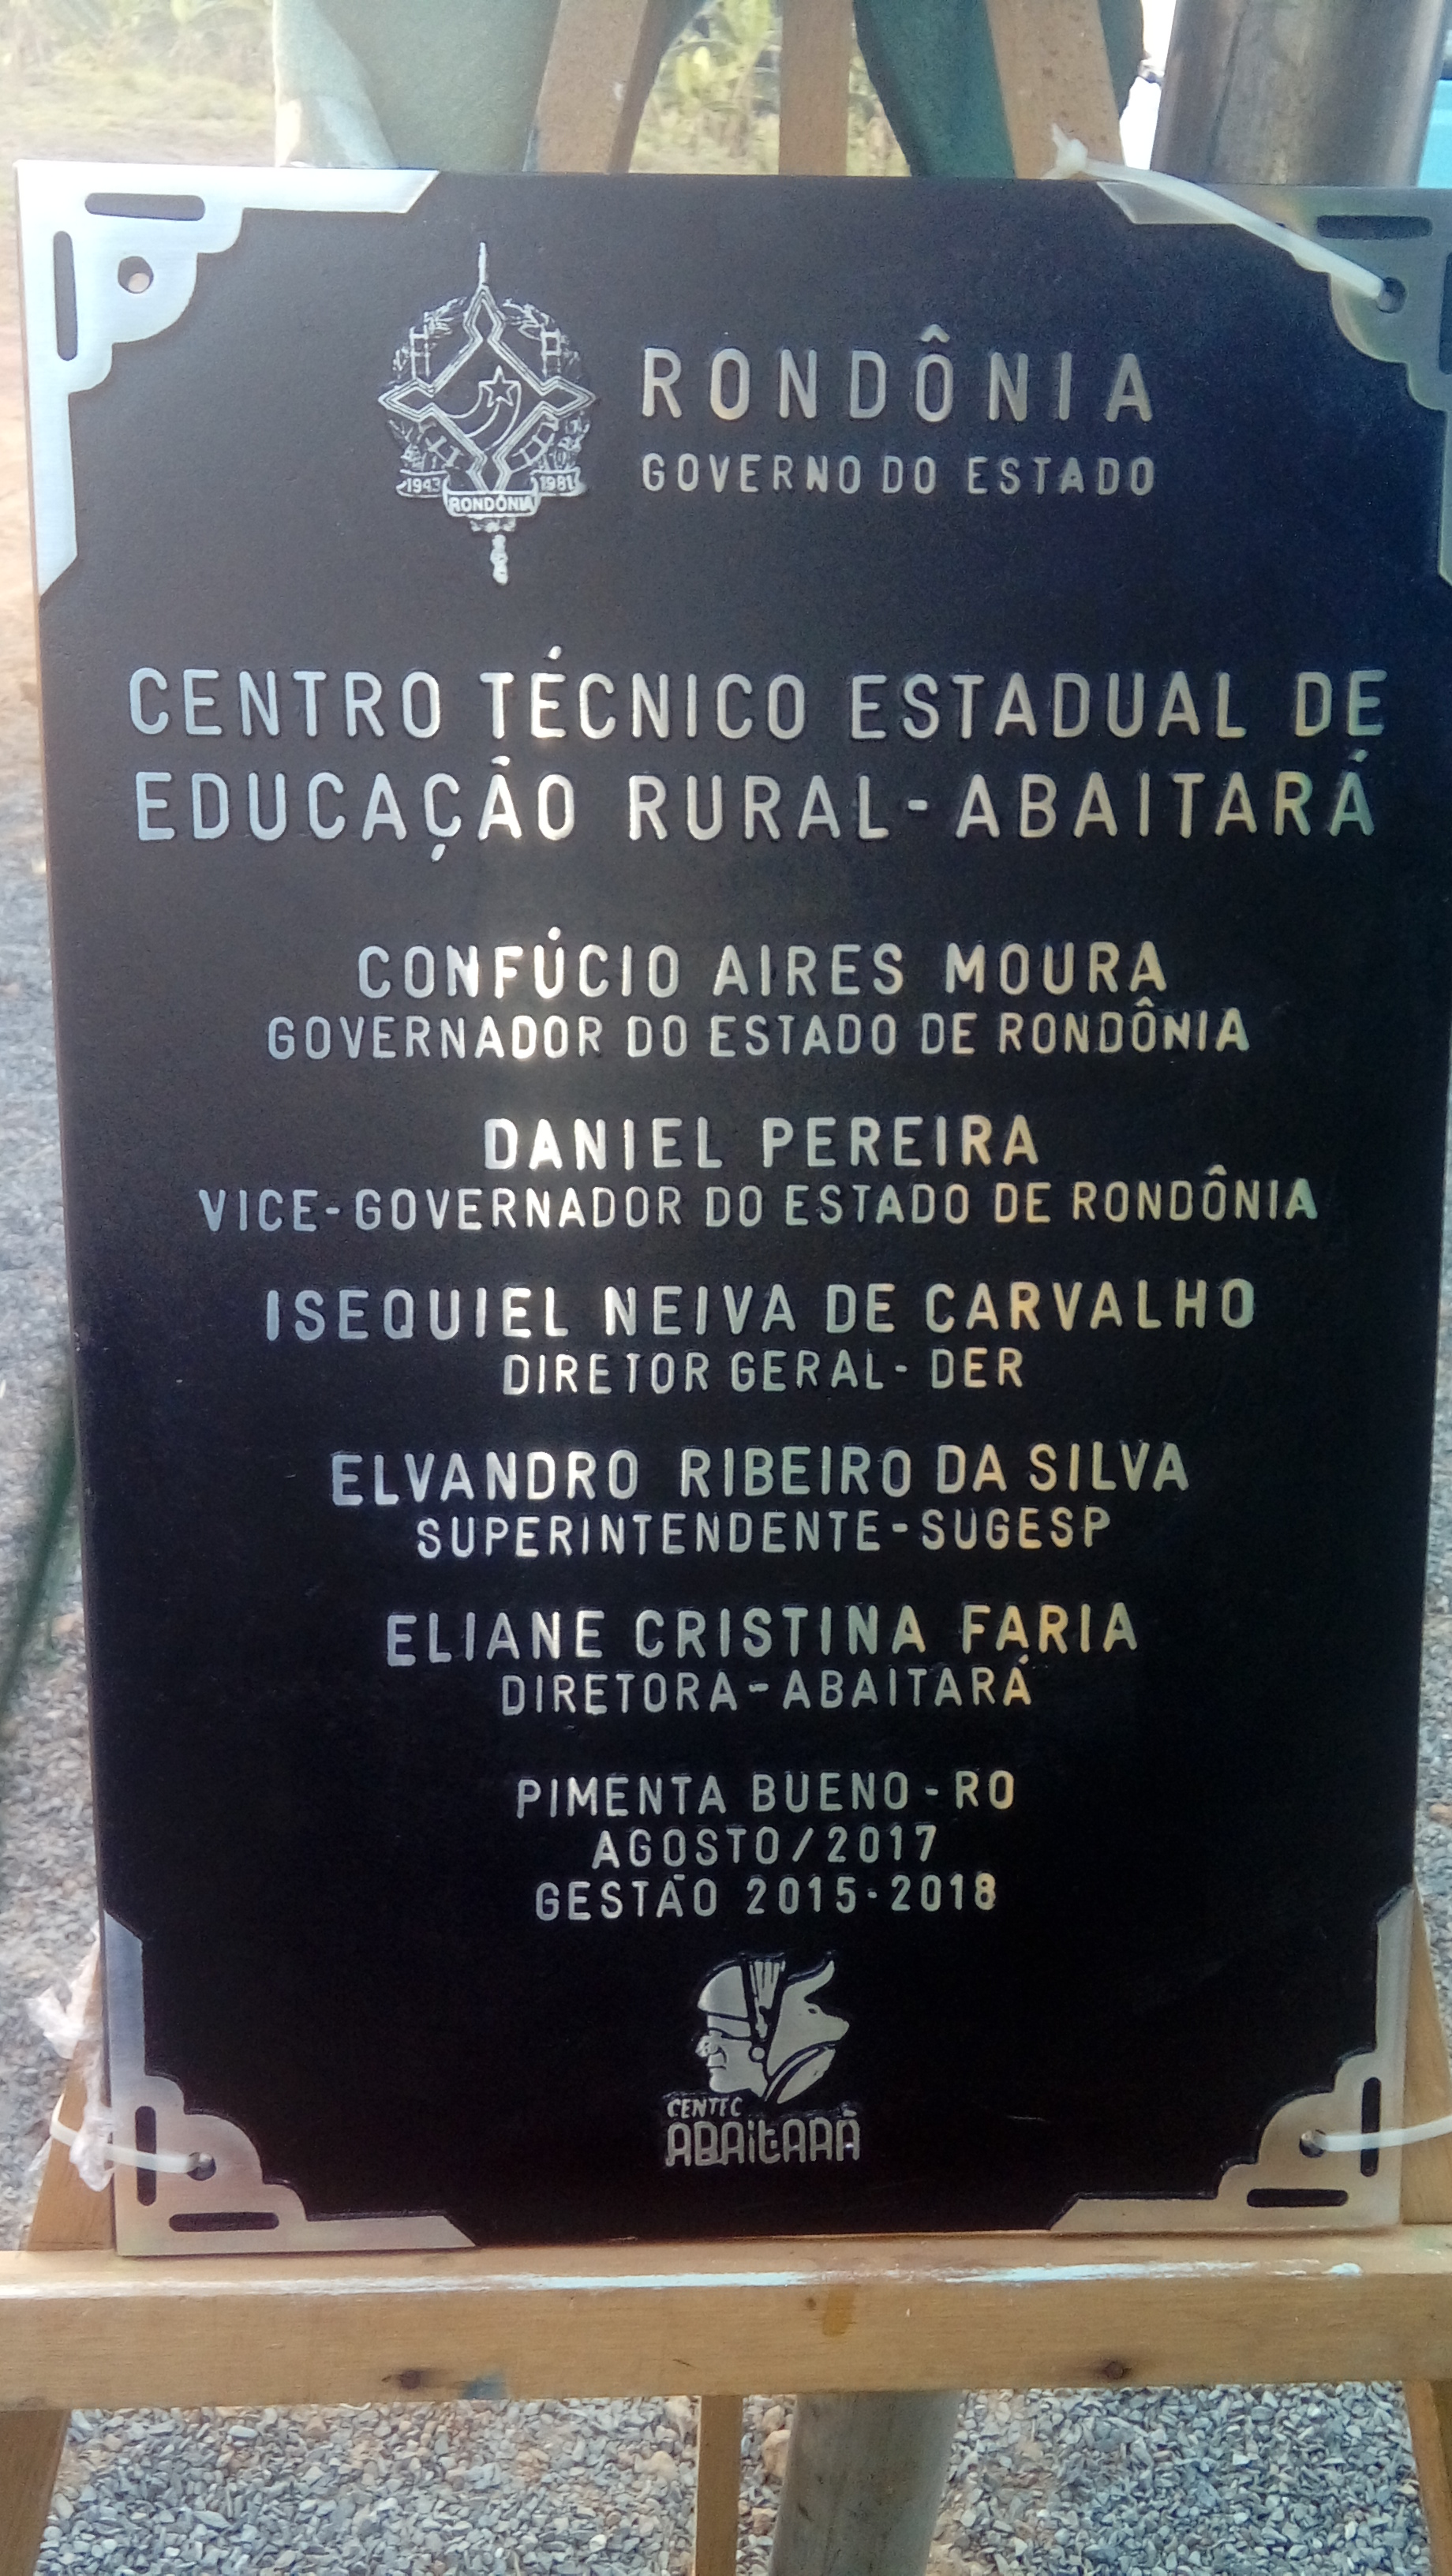 RONDÔNIA
GOVERNO DO ESTADO
1943 1981
RONDÔNIA
CENTRO TÉCNICO ESTADUAL DE
EDUCAÇÃO RURAL-ABAITARÁ
CONFÚCIO AIRES MOURA
GOVERNADOR DO ESTADO DE RONDÔNIA
DANIEL PEREIRA
VICE-GOVERNADOR DO ESTADO DE RONDÔNIA
ISEQUIEL NEIVA DE CARVALHO
DIRETOR GERAL- DER
ELVANDRO RIBEIRO DA SILVA
SUPERINTENDENTE-SUGESP
ELIANE CRISTINA FARIA
DIRETORA-ABAITARÁ
PIMENTA BUENO-RO
AGOSTO/2017
GESTÃO 2015-2018
CENTEC
ABAITARÁ